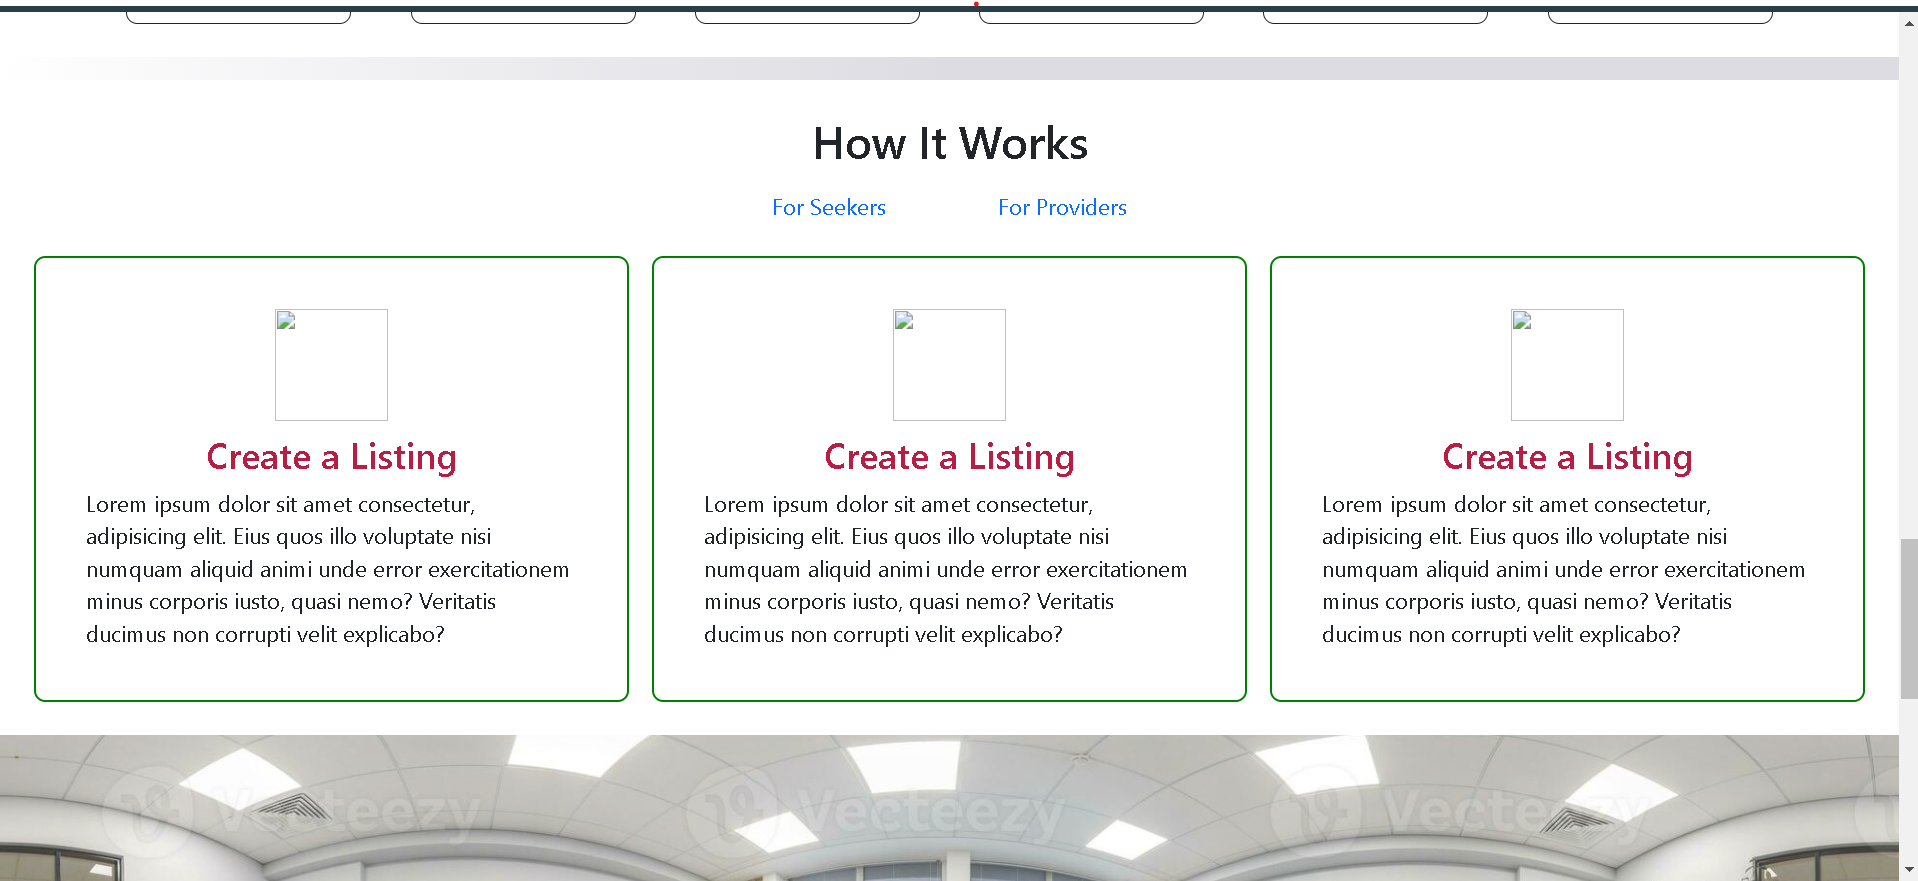 How It Works
For Seekers For Providers
Create a Listing
Lorem ipsum dolor sit amet consectetur,
adipisicing elit. Eius quos illo voluptate nisi
numquam aliquid animi unde error exercitationem
minus corporis iusto, quasi nemo? Veritatis
ducimus non corrupti velit explicabo?
Create a Listing
Lorem ipsum dolor sit amet consectetur,
adipisicing elit. Eius quos illo voluptate nisi
numquam aliquid animi unde error exercitationem
minus corporis iusto, quasi nemo? Veritatis
ducimus non corrupti velit explicabo?
Create a Listing
Lorem ipsum dolor sit amet consectetur,
adipisicing elit. Eius quos illo voluptate nisi
numquam aliquid animi unde error exercitationem
minus corporis iusto, quasi nemo? Veritatis
ducimus non corrupti velit explicabo?
Vecteezy Vecteezy Vecteezy